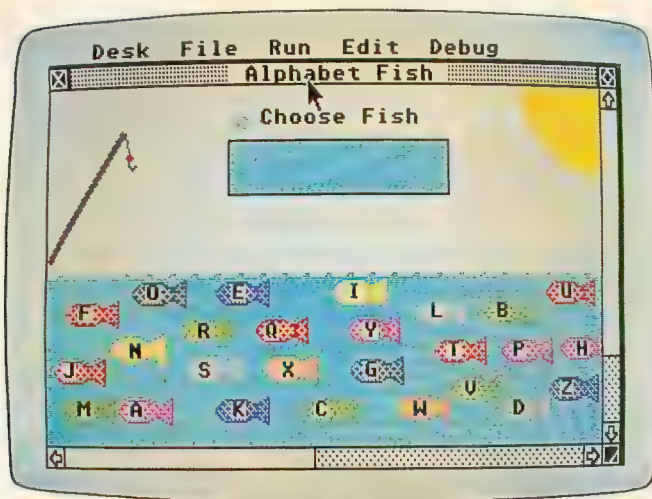 Desk File Run Edit Debug
Alphabet Fish
Choose Fish
O E I U
F L B
R Q Y
N T P H
J S X G
V Z
M A K C W D